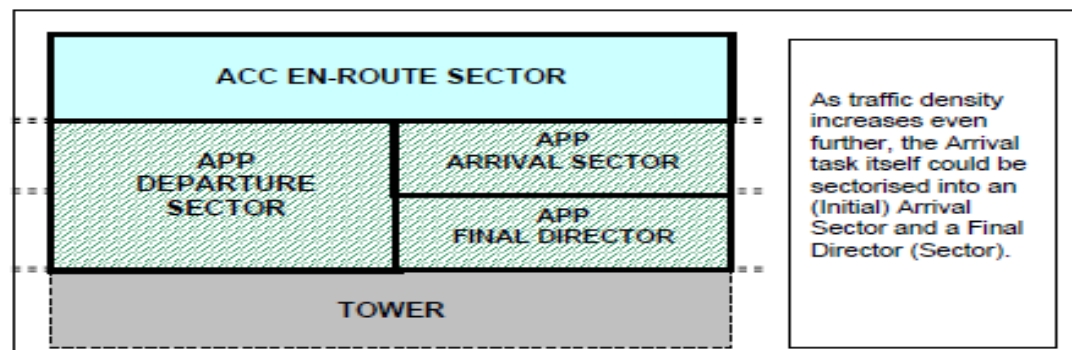 ACC EN-ROUTE SECTOR
APP
DEPARTURE
SECTOR
APP
ARRIVAL SECTOR
APP
FINAL DIRECTOR
TOWER
As traffic density
increases even
further, the Arrival
task itself could be
sectorised into an
(Initial) Arrival
Sector and a Final
Director (Sector).